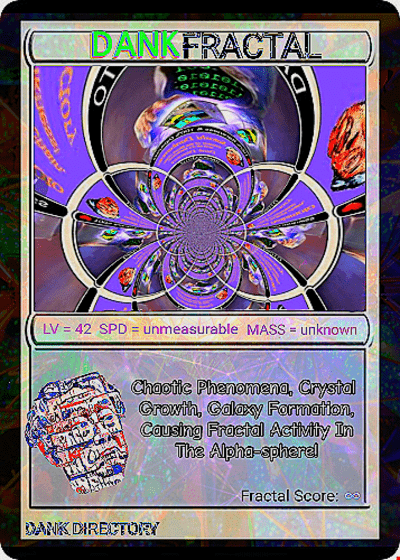 DANKFRACTAL
LV = 42 SPD = unmeasurable MASS = unknown
Chaotic Phenomena, Crystal
Growth, Galaxy Formation,
Causing Fractal Activity In
The Alpha-sphere!
Fractal Score: ∞
DANK DIRECTORY